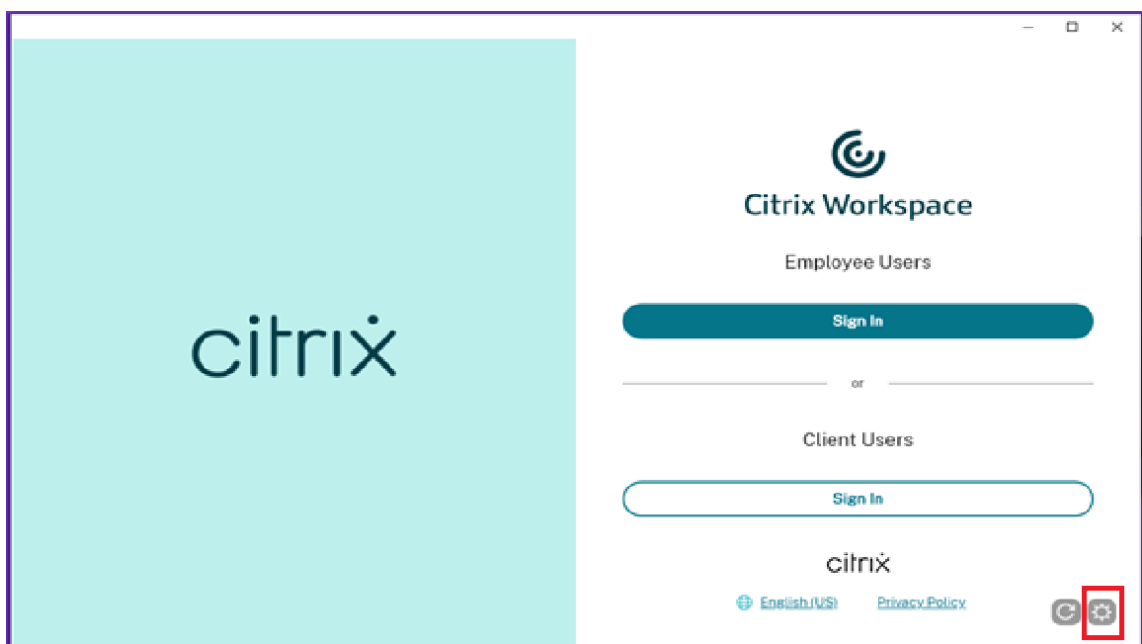 citrix
Citrix Workspace
Employee Users
Sign In
or
Client Users
Sign In
citrix
English (US) Privacy Policy